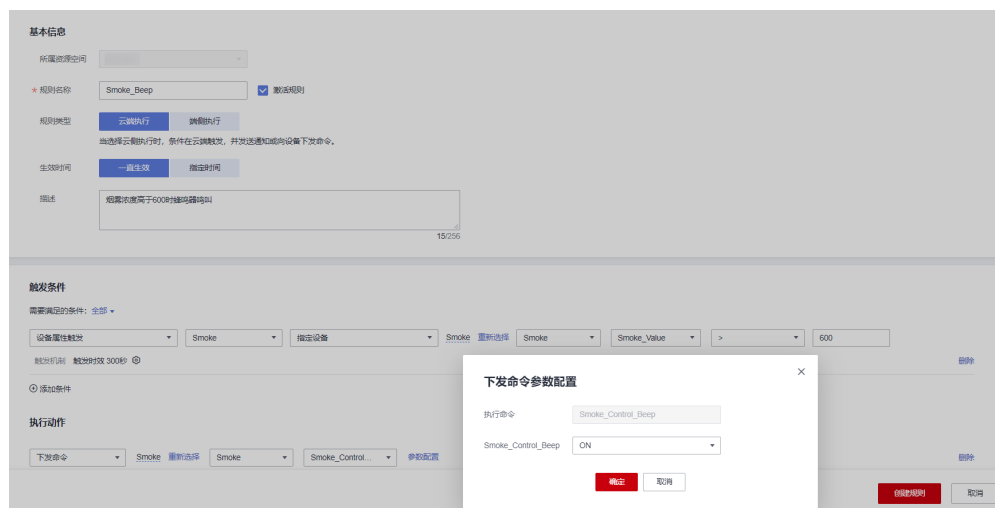 基本信息
所属资源空间
* 规则名称 Smoke_Beep 激活规则
规则类型 云端执行 端侧执行
当选择云侧执行时，条件在云端触发，并发送通知或向设备下发命令。
生效时间 一直生效 指定时间
描述 烟雾浓度高于600时蜂鸣器鸣叫
15/256
触发条件
需要满足的条件：全部
设备属性触发 Smoke 指定设备 Smoke 重新选择 Smoke Smoke_Value > 600
触发机制 触发时效 300秒 删除
添加条件
执行动作
下发命令 Smoke 重新选择 Smoke Smoke_Control... 参数配置 删除
下发命令参数配置
执行命令 Smoke_Control_Beep
Smoke_Control_Beep ON
确定 取消
创建规则 取消